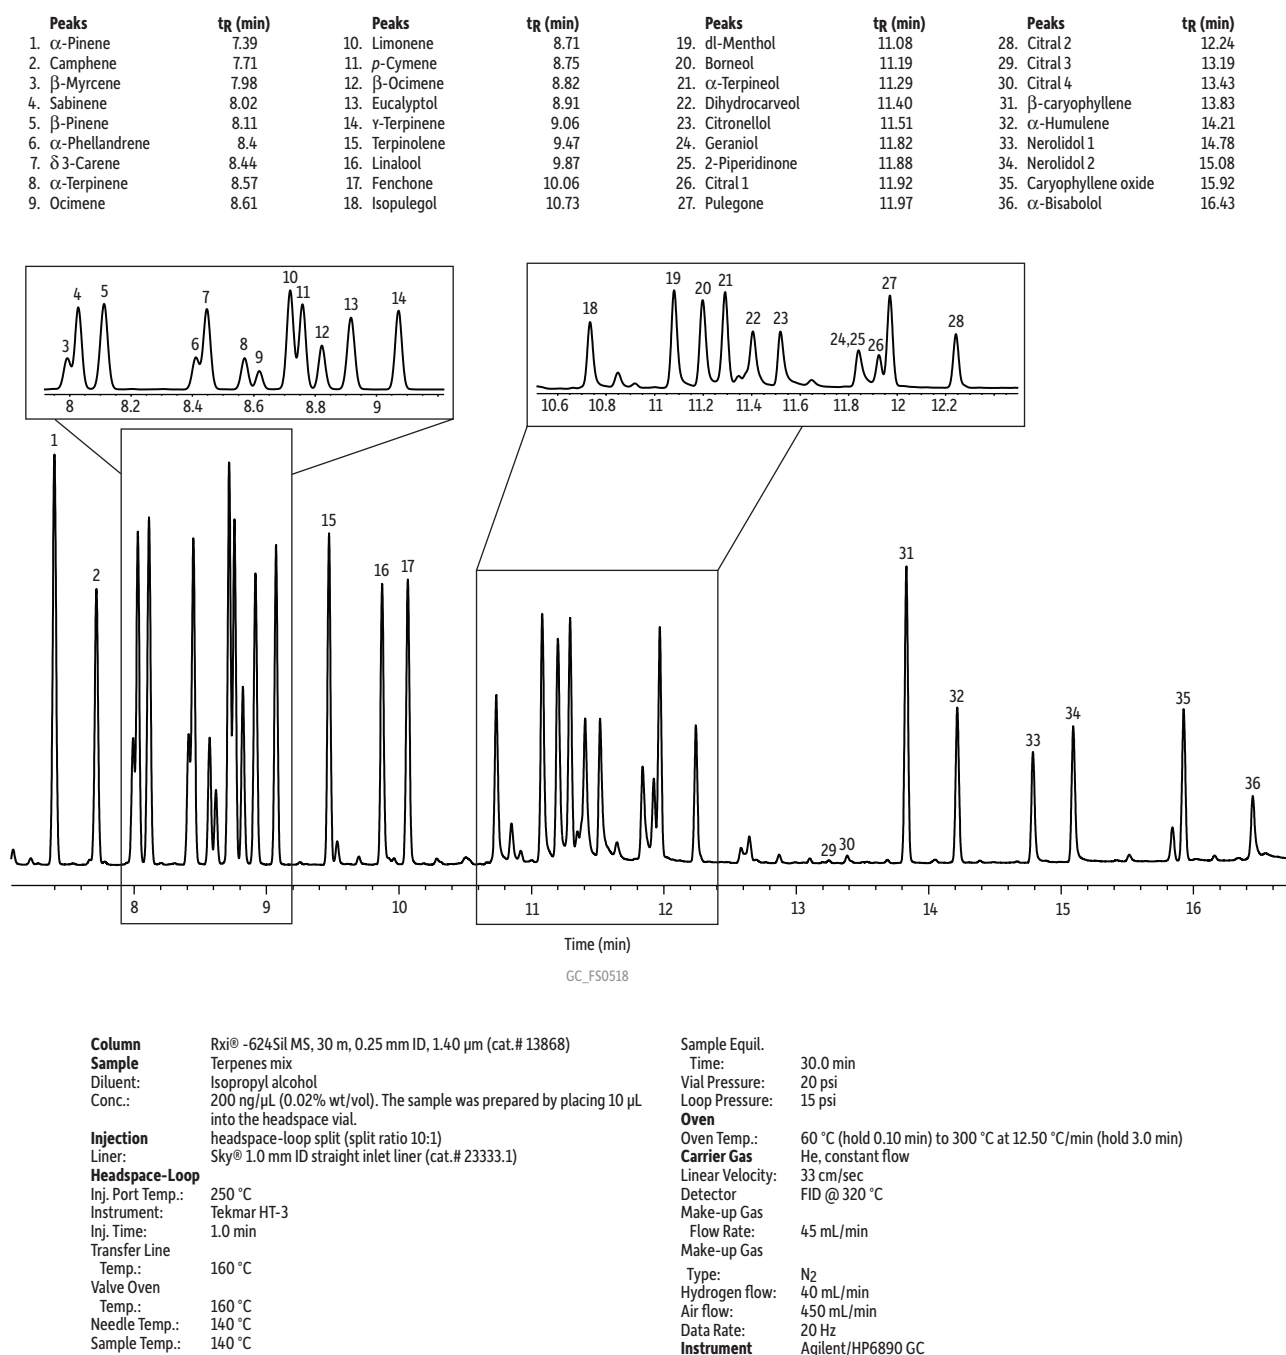 Peaks tR (min) Peaks tR (min) Peaks tR (min) Peaks tR (min)
1. α-Pinene 7.39 10. Limonene 8.71 19. dl-Menthol 11.08 28. Citral 2 12.24
2. Camphene 7.71 11. p-Cymene 8.75 20. Borneol 11.19 29. Citral 3 13.19
3. β-Myrcene 7.98 12. β-Ocimene 8.82 21. α-Terpineol 11.29 30. Citral 4 13.43
4. Sabinene 8.02 13. Eucalyptol 8.91 22. Dihydrocarveol 11.40 31. β-caryophyllene 13.83
5. β-Pinene 8.11 14. γ-Terpinene 9.06 23. Citronellol 11.51 32. α-Humulene 14.21
6. α-Phellandrene 8.4 15. Terpinolene 9.47 24. Geraniol 11.82 33. Nerolidol 1 14.78
7. δ 3-Carene 8.44 16. Linalool 9.87 25. 2-Piperidinone 11.88 34. Nerolidol 2 15.08
8. α-Terpinene 8.57 17. Fenchone 10.06 26. Citral 1 11.92 35. Caryophyllene oxide 15.92
9. Ocimene 8.61 18. Isopulegol 10.73 27. Pulegone 11.97 36. α-Bisabolol 16.43
3 4 5 6 7 8 9 10 11 12 13 14
8 8.2 8.4 8.6 8.8 9
18 19 20 21 22 23 24,25 26 27 28
10.6 10.8 11 11.2 11.4 11.6 11.8 12 12.2
1 2 15 16 17 29 30 31 32 33 34 35 36
8 9 10 11 12 13 14 15 16
Time (min)
GC_FS0518
Column Rxi® -624Sil MS, 30 m, 0.25 mm ID, 1.40 µm (cat.# 13868)
Sample Terpenes mix
Diluent: Isopropyl alcohol
Conc.: 200 ng/µL (0.02% wt/vol). The sample was prepared by placing 10 µL
into the headspace vial.
Injection headspace-loop split (split ratio 10:1)
Liner: Sky® 1.0 mm ID straight inlet liner (cat.# 23333.1)
Headspace-Loop
Inj. Port Temp.: 250 °C
Instrument: Tekmar HT-3
Inj. Time: 1.0 min
Transfer Line
Temp.: 160 °C
Valve Oven
Temp.: 160 °C
Needle Temp.: 140 °C
Sample Temp.: 140 °C
Sample Equil.
Time: 30.0 min
Vial Pressure: 20 psi
Loop Pressure: 15 psi
Oven
Oven Temp.: 60 °C (hold 0.10 min) to 300 °C at 12.50 °C/min (hold 3.0 min)
Carrier Gas He, constant flow
Linear Velocity: 33 cm/sec
Detector FID @ 320 °C
Make-up Gas
Flow Rate: 45 mL/min
Make-up Gas
Type: N2
Hydrogen flow: 40 mL/min
Air flow: 450 mL/min
Data Rate: 20 Hz
Instrument Agilent/HP6890 GC